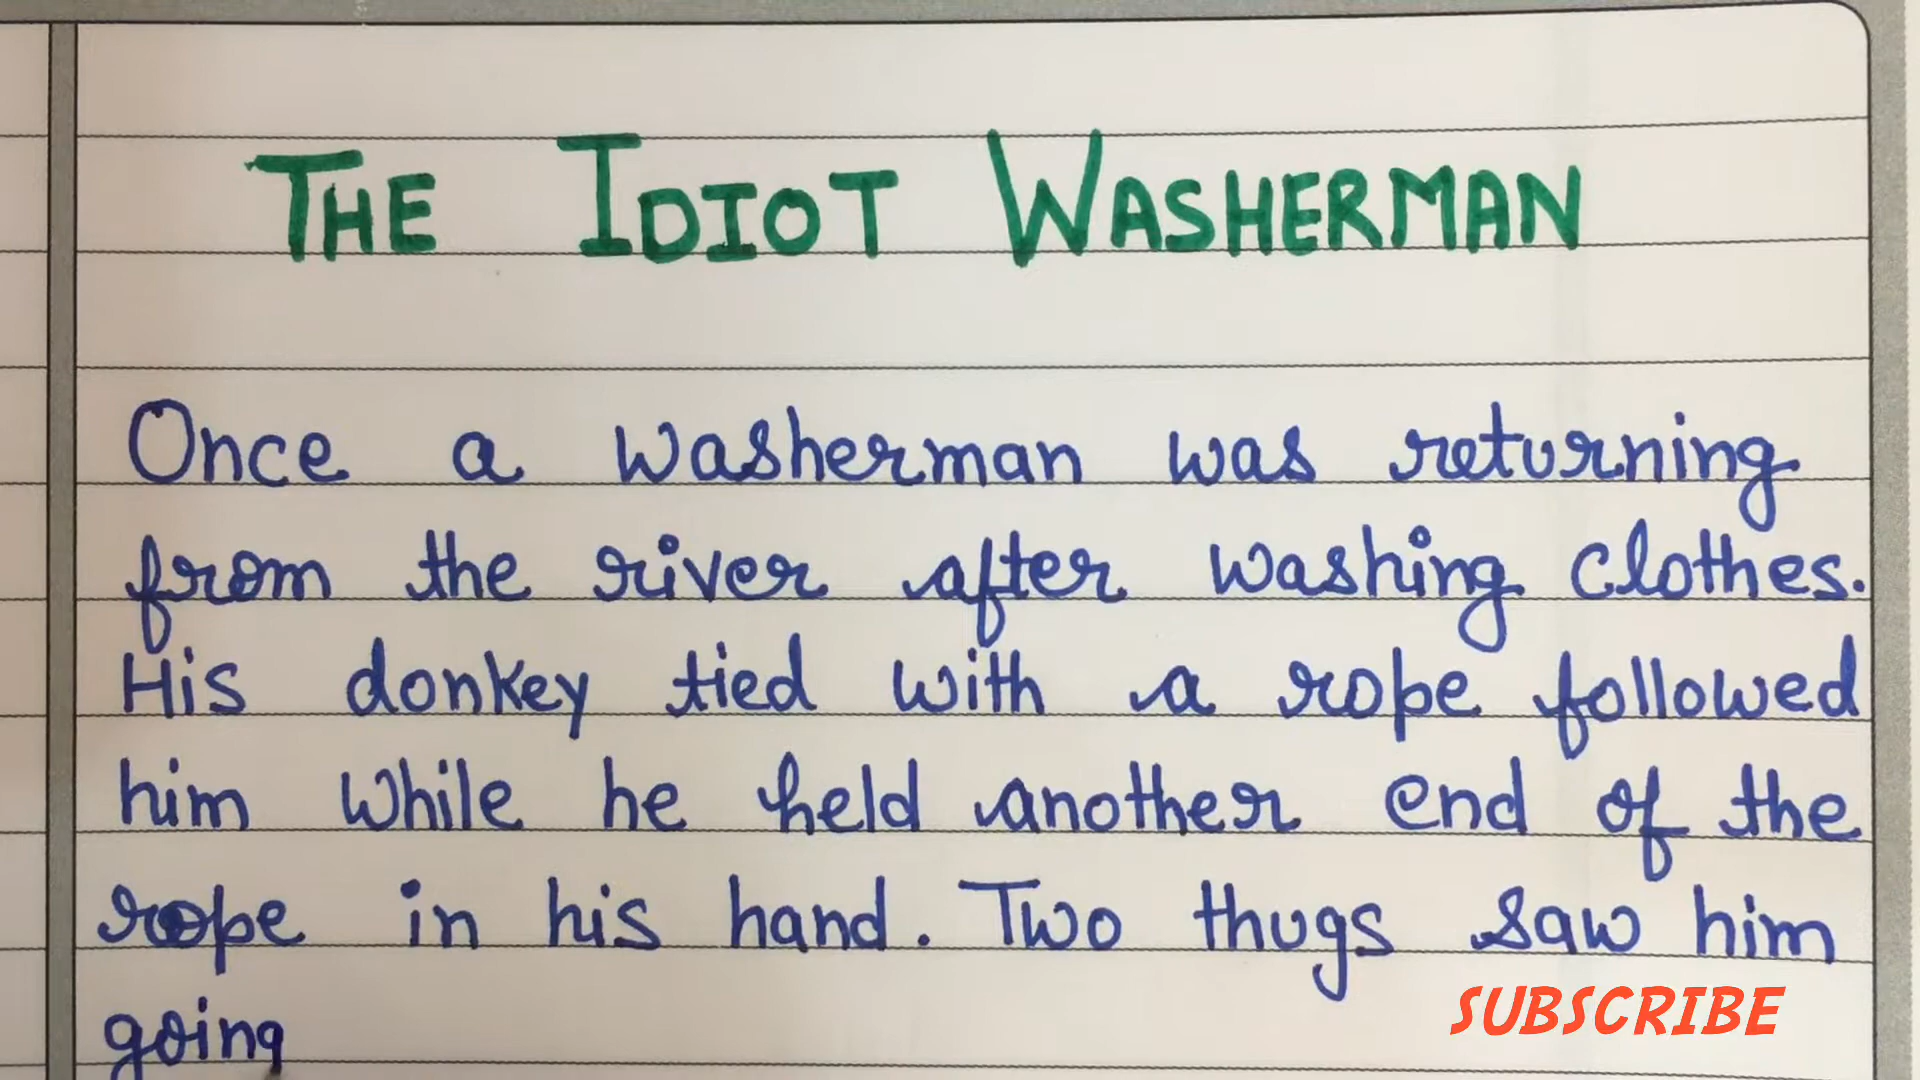 THE IDIOT WASHERMAN
Once a washerman was returning
from the river after washing clothes.
His donkey tied with a rope followed
him while he held another end of the
rope in his hand. Two thugs saw him
going
SUBSCRIBE